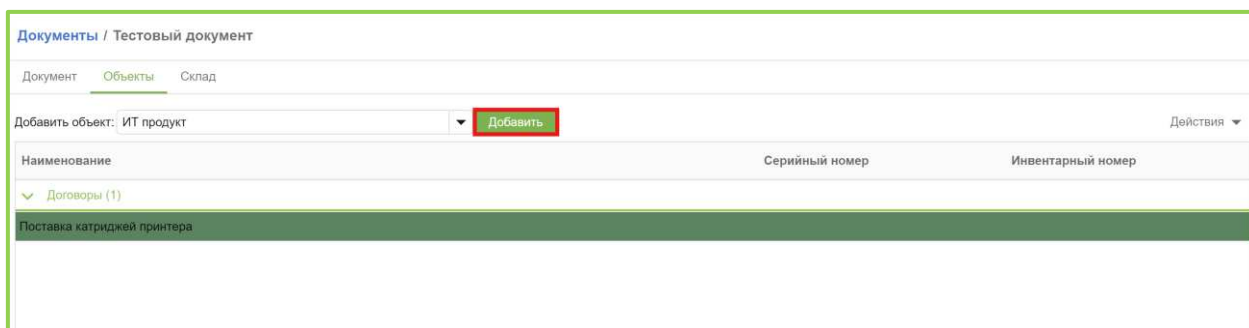 Документы / Тестовый документ
Документ Объекты Склад
Добавить объект: ИТ продукт Добавить Действия
Наименование Серийный номер Инвентарный номер
Договоры (1)
Поставка катриджей принтера